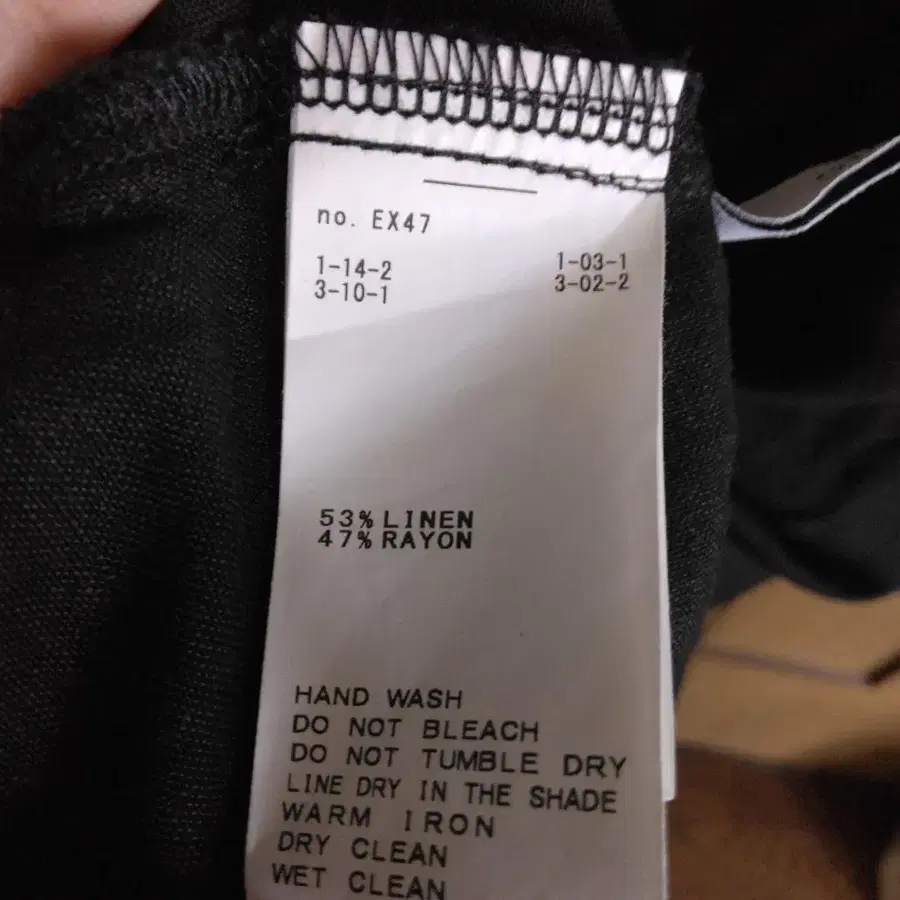 no. EX47
1-14-2 1-03-1
3-10-1 3-02-2
53% LINEN
47% RAYON
HAND WASH
DO NOT BLEACH
DO NOT TUMBLE DRY
LINE DRY IN THE SHADE
WARM IRON
DRY CLEAN
WET CLEAN